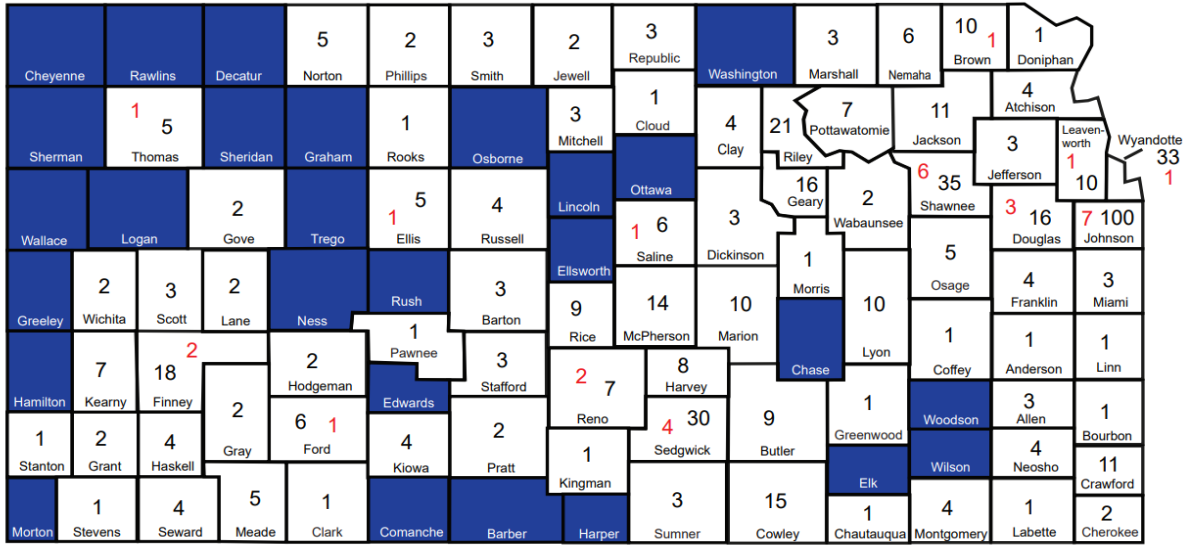 5 2 3 2 3 3 6 10 1 1
Cheyenne Rawlins Decatur Norton Phillips Smith Jewell Republic Washington Marshall Nemaha Brown Doniphan
1 5 1 3 1 4 21 7 11 4
Sherman Thomas Sheridan Graham Rooks Osborne Mitchell Cloud Clay Riley Pottawatomie Jackson Atchison
3 Leaven-
Jefferson worth
1 10
Wyandotte
33
1
2 1 5 4 16 2 6 35 3 16 7 100
Wallace Logan Gove Trego Ellis Russell Lincoln Ottawa Geary Wabaunsee Shawnee Douglas Johnson
1 6 3
Ellsworth Saline Dickinson
2 3 2 3 1 5 4 3
Greeley Wichita Scott Lane Ness Rush Barton Morris Osage Franklin Miami
9 14 10 10
Rice McPherson Marion Chase Lyon
1
Pawnee
7 2 18 2 3 1 1 1
Hamilton Kearny Finney Hodgeman Edwards Stafford Coffey Anderson Linn
2 7 8
Reno Harvey
1 2 4 2 6 1 4 2 4 30 9 1 3 1
Stanton Grant Haskell Gray Ford Kiowa Pratt Sedgwick Butler Greenwood Woodson Allen Bourbon
1 4 11
Kingman Wilson Neosho Crawford
Elk
1 4 5 1 3 15 1 4 1 2
Morton Stevens Seward Meade Clark Comanche Barber Harper Sumner Cowley Chautauqua Montgomery Labette Cherokee